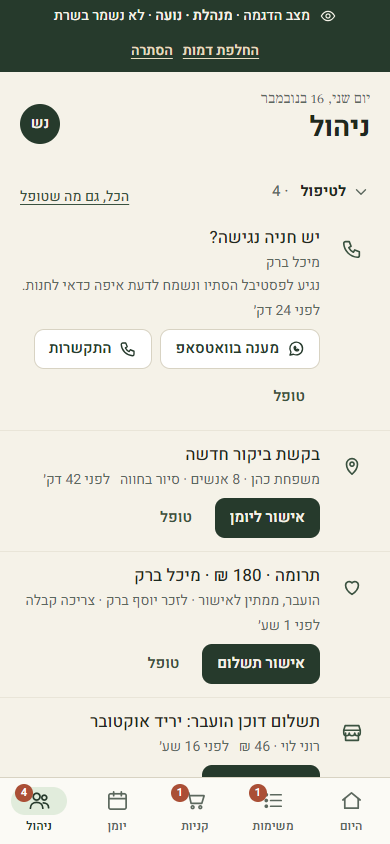 מצב הדגמה · מנהלת · נועה · לא נשמר בשרת
החלפת דמות הסתרה
יום שני, 16 בנובמבר
ניהול
נש
לטיפול · 4
הכל, גם מה שטופל
יש חניה נגישה?
מיכל ברק
נגיע לפסטיבל הסתיו ונשמח לדעת איפה כדאי לחנות.
לפני 24 דק׳
מענה בוואטסאפ
התקשרות
טופל
בקשת ביקור חדשה
משפחת כהן · 8 אנשים · סיור בחווה לפני 42 דק׳
אישור ליומן
טופל
תרומה · 180 ₪ · מיכל ברק
הועבר, ממתין לאישור · לזכר יוסף ברק · צריכה קבלה
לפני 1 שע׳
אישור תשלום
טופל
תשלום דוכן הועבר: יריד אוקטובר
רוני לוי · 46 ₪ לפני 16 שע׳
היום
1 משימות
1 קניות
יומן
4 ניהול